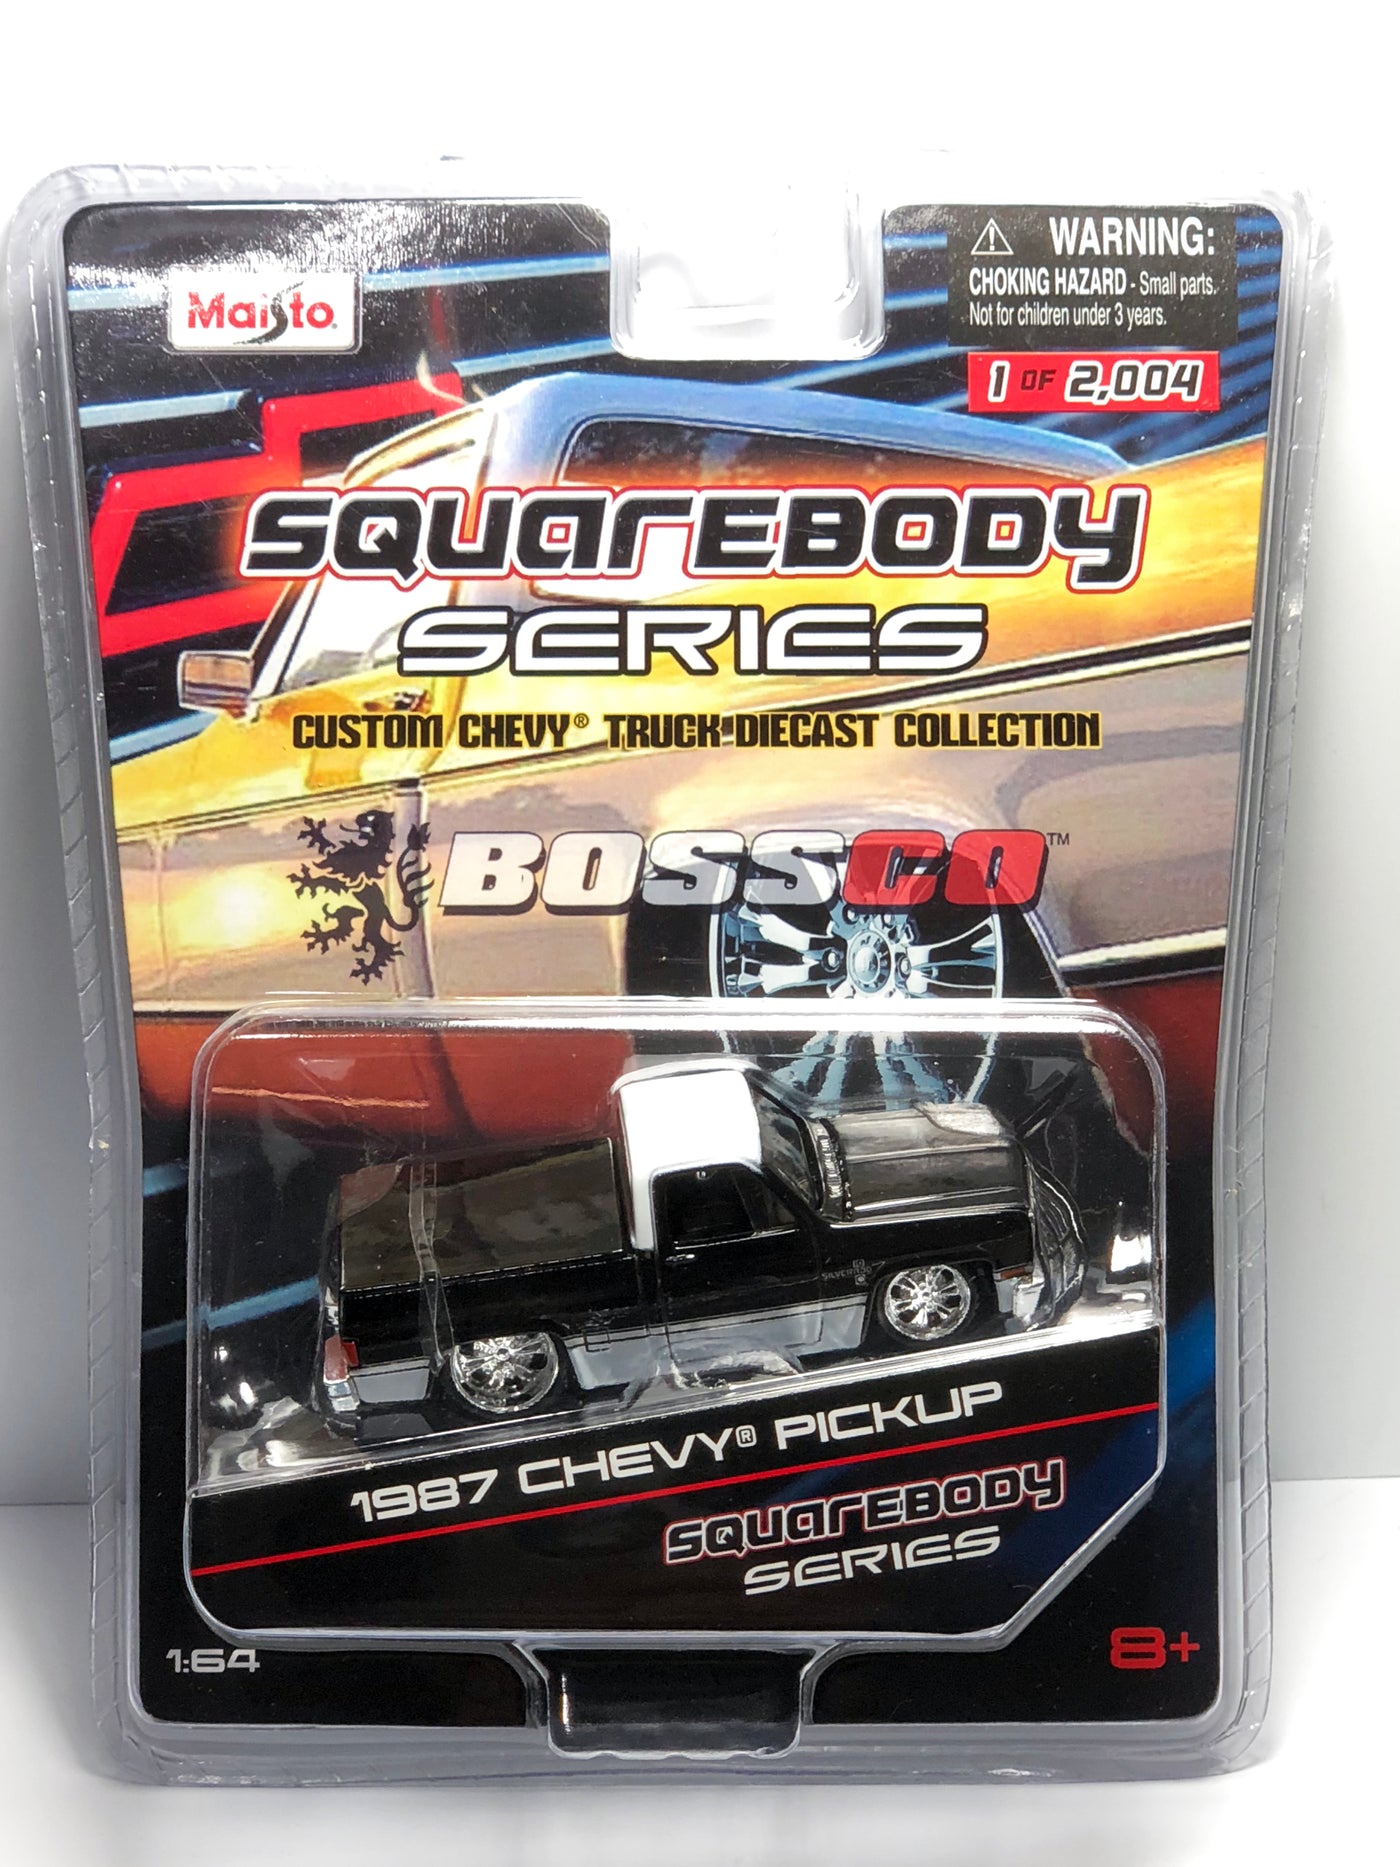 Maisto
WARNING:
CHOKING HAZARD - Small parts.
Not for children under 3 years.
1 OF 2,004
SQUAREBODY
SERIES
CUSTOM CHEVY® TRUCK DIECAST COLLECTION
BOSSCO™
SILVERADO
1987 CHEVY® PICKUP
SQUAREBODY
SERIES
1:64
8+